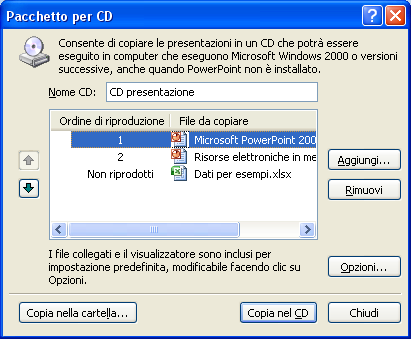 Pacchetto per CD
Consente di copiare le presentazioni in un CD che potrà essere
eseguito in computer che eseguono Microsoft Windows 2000 o versioni
successive, anche quando PowerPoint non è installato.
Nome CD: CD presentazione
Ordine di riproduzione File da copiare
1 Microsoft PowerPoint 200
2 Risorse elettroniche in me
Non riprodotti Dati per esempi.xlsx
Aggiungi...
Rimuovi
I file collegati e il visualizzatore sono inclusi per
impostazione predefinita, modificabile facendo clic su
Opzioni.
Opzioni...
Copia nella cartella... Copia nel CD Chiudi